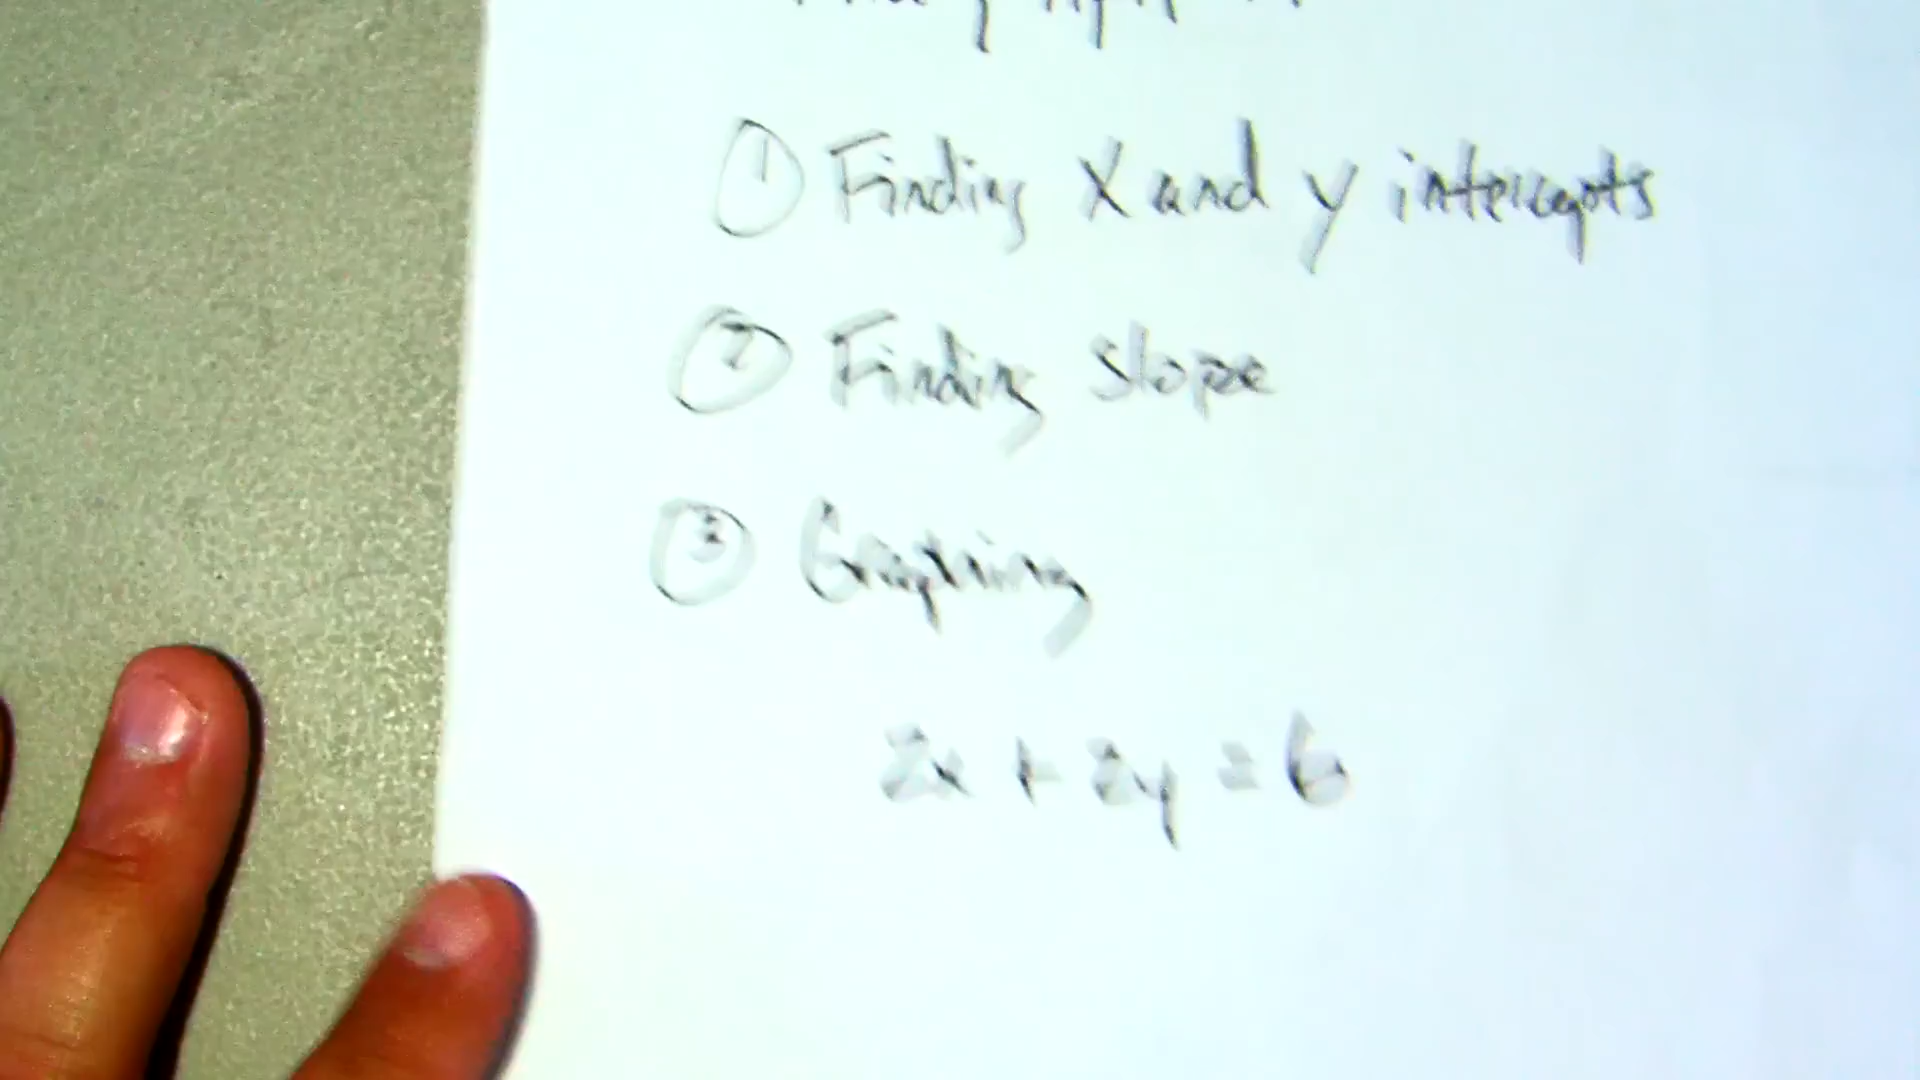 ① Finding x and y intercepts
② Finding slope
③ Graphing
2x + 2y = 6